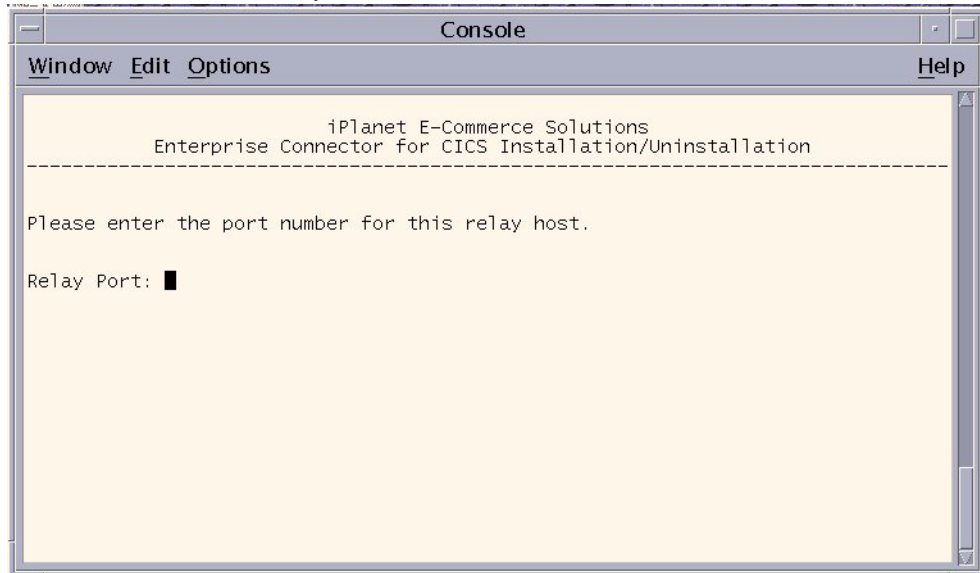 Console
Window Edit Options Help
iPlanet E-Commerce Solutions
Enterprise Connector for CICS Installation/Uninstallation
Please enter the port number for this relay host.
Relay Port: